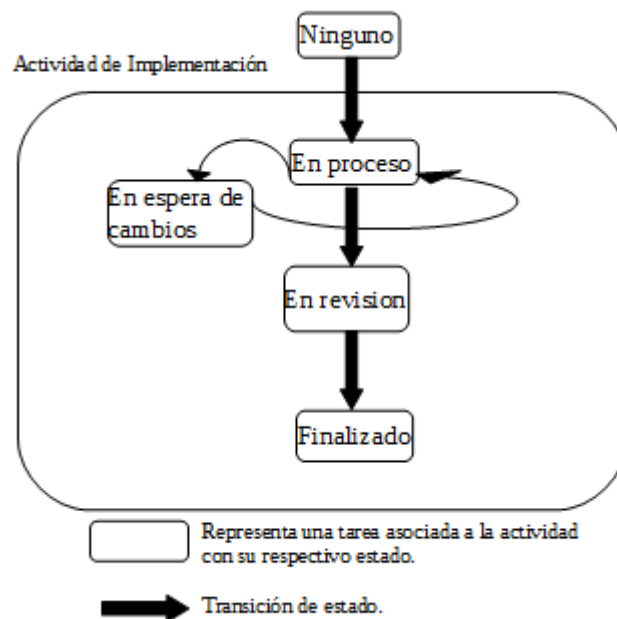 Ninguno
Actividad de Implementación
En proceso
En espera de
cambios
En revision
Finalizado
Representa una tarea asociada a la actividad
con su respectivo estado.
Transición de estado.